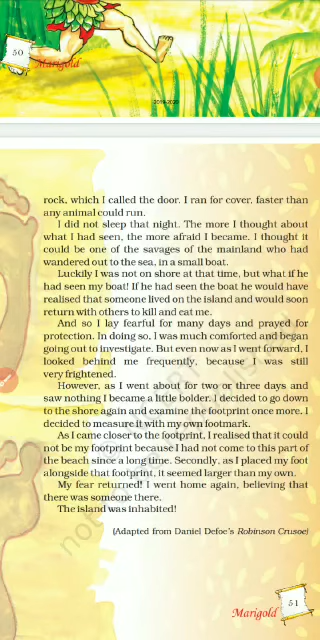 50
Marigold
2019-2020
rock, which I called the door. I ran for cover, faster than
any animal could run.
I did not sleep that night. The more I thought about
what I had seen, the more afraid I became. I thought it
could be one of the savages of the mainland who had
wandered out to the sea, in a small boat.
Luckily I was not on shore at that time, but what if he
had seen my boat! If he had seen the boat he would have
realised that someone lived on the island and would soon
return with others to kill and eat me.
And so I lay fearful for many days and prayed for
protection. In doing so, I was much comforted and began
going out to investigate. But even now as I went forward, I
looked behind me frequently, because I was still
very frightened.
However, as I went about for two or three days and
saw nothing I became a little bolder. I decided to go down
to the shore again and examine the footprint once more. I
decided to measure it with my own footmark.
As I came closer to the footprint, I realised that it could
not be my footprint because I had not come to this part of
the beach since a long time. Secondly, as I placed my foot
alongside that footprint, it seemed larger than my own.
My fear returned! I went home again, believing that
there was someone there.
The island was inhabited!
(Adapted from Daniel Defoe's Robinson Crusoe)
51
Marigold